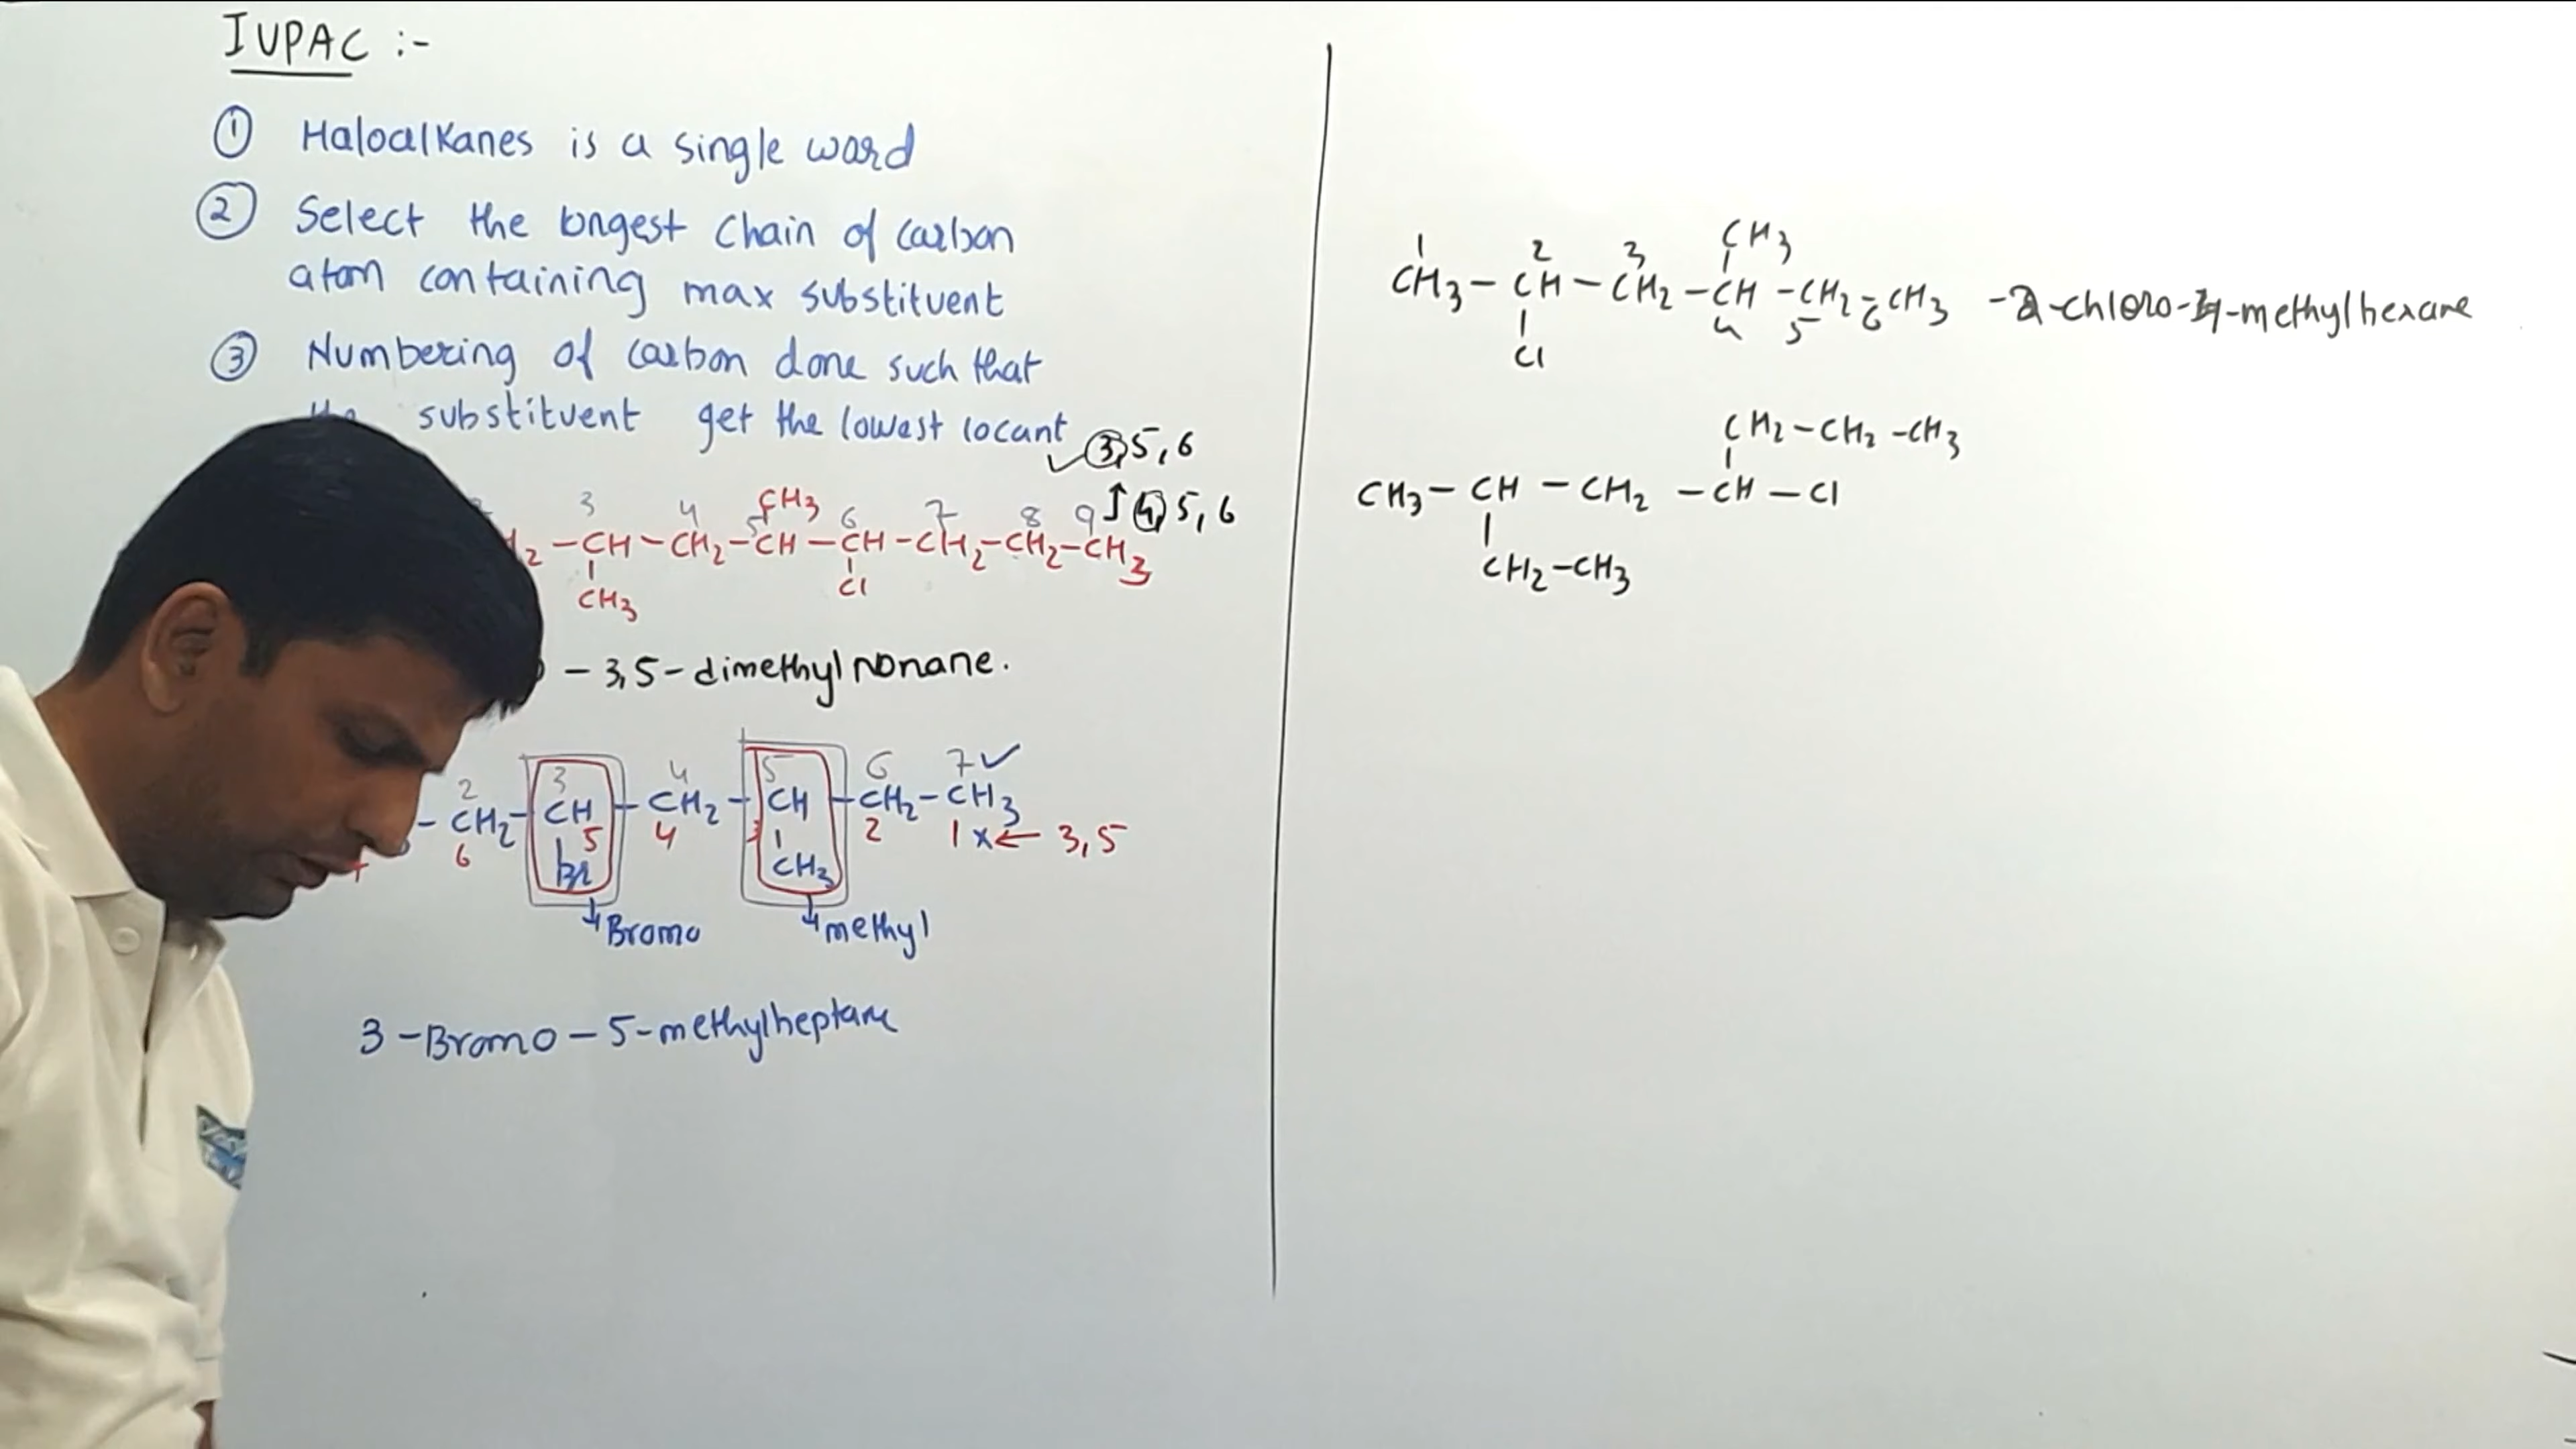 IUPAC :-
① Haloalkanes is a single word
② Select the longest chain of carbon
atom containing max substituent
③ Numbering of carbon done such that
substituent get the lowest locant
✓ 3,5,6
↑ 4,5,6
3 4 5 6 7 8 9
CH3
2 –CH –CH2 –CH –CH –CH2 –CH2 –CH3
CH3 Cl
– 3,5-dimethylnonane.
2 3 4 5 6 7 ✓
– CH2 – CH – CH2 – CH – CH2 – CH3
6 5 4 3 2 1 x ← 3,5
Br CH3
Bromo methyl
3 – Bromo – 5-methylheptane
CH3
1 2 3
CH3 – CH – CH2 – CH – CH2 – CH3 – 2-chloro-4-methylhexane
4 5 6
Cl
CH2 – CH2 – CH3
CH3 – CH – CH2 – CH – Cl
CH2 – CH3